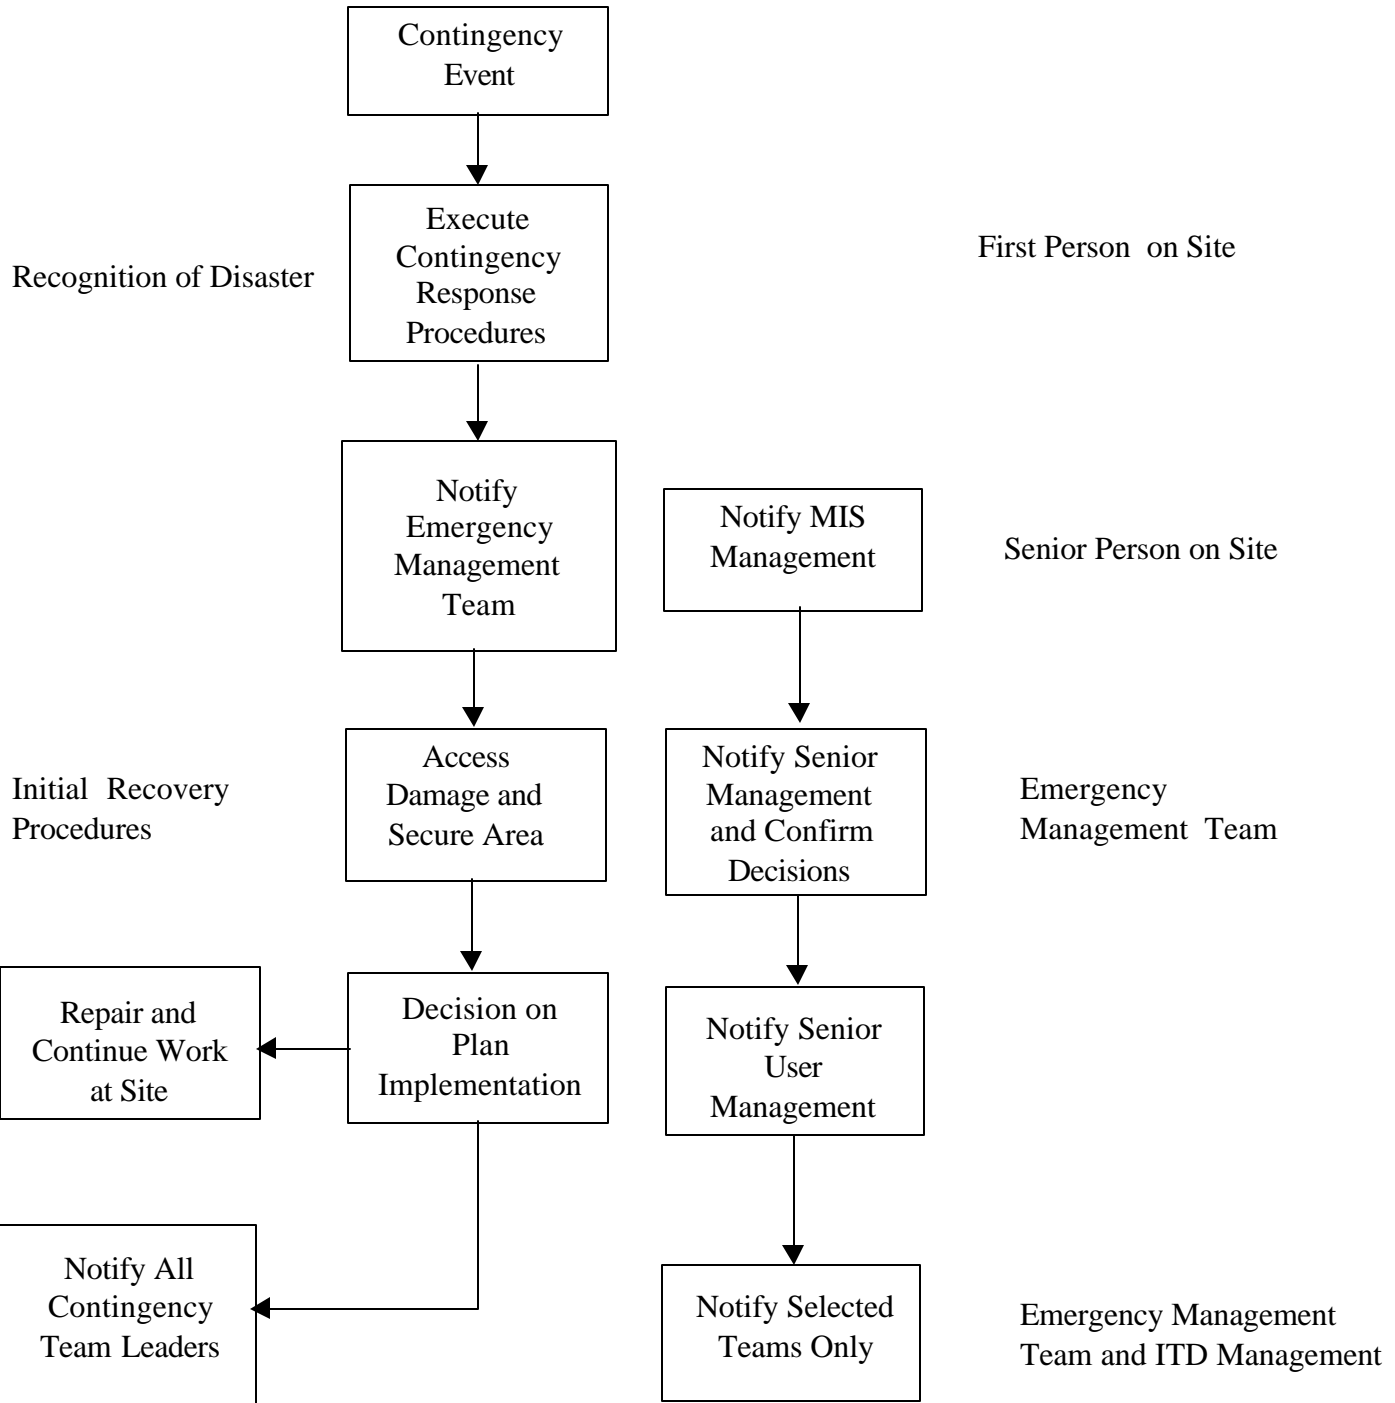 Contingency
Event
Recognition of Disaster
Execute
Contingency
Response
Procedures
First Person on Site
Notify
Emergency
Management
Team
Notify MIS
Management
Senior Person on Site
Initial Recovery
Procedures
Access
Damage and
Secure Area
Notify Senior
Management
and Confirm
Decisions
Emergency
Management Team
Repair and
Continue Work
at Site
Decision on
Plan
Implementation
Notify Senior
User
Management
Notify All
Contingency
Team Leaders
Notify Selected
Teams Only
Emergency Management
Team and ITD Management